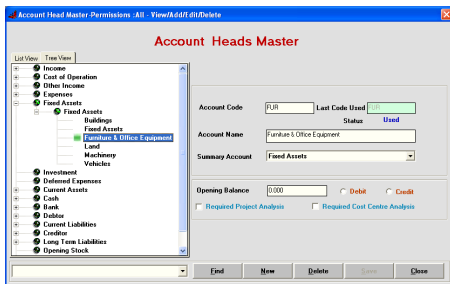 Account Head Master-Permissions :All - View/Add/Edit/Delete
Account Heads Master
List View Tree View
Income
Cost of Operation
Other Income
Expenses
Fixed Assets
Fixed Assets
Buildings
Fixed Assets
Furniture & Office Equipment
Land
Machinery
Vehicles
Investment
Deferred Expenses
Current Assets
Cash
Bank
Debtor
Current Liabilities
Creditor
Long Term Liabilities
Opening Stock
Account Code FUR Last Code Used FUR
Status Used
Account Name Furniture & Office Equipment
Summary Account Fixed Assets
Opening Balance 0.000 Debit Credit
Required Project Analysis Required Cost Centre Analysis
Find New Delete Save Close